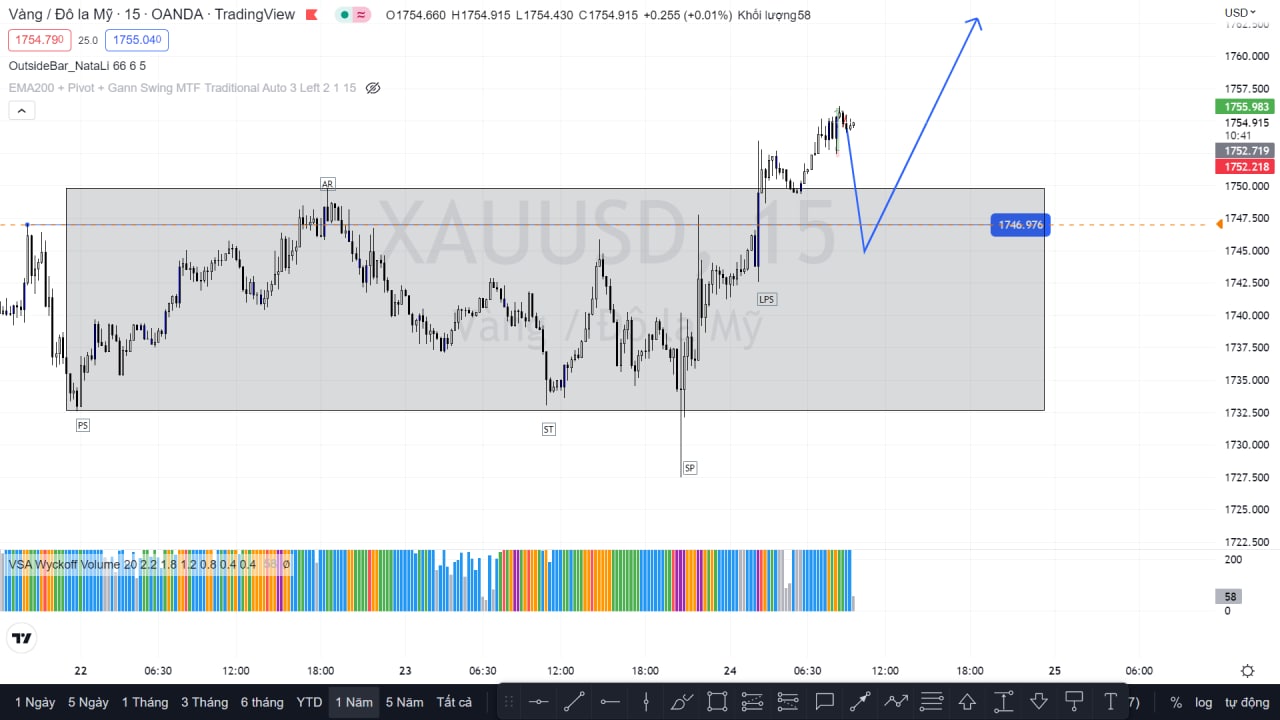 Vàng / Đô la Mỹ · 15 · OANDA · TradingView O1754.660 H1754.915 L1754.430 C1754.915 +0.255 (+0.01%) Khối lượng58
1754.790 25.0 1755.040
OutsideBar_NataLi 66 6 5
EMA200 + Pivot + Gann Swing MTF Traditional Auto 3 Left 2 1 15
USD
1762.500
1760.000
1757.500
1755.983
1754.915
10:41
1752.719
1752.218
1750.000
1747.500
1745.000
1742.500
1740.000
1737.500
1735.000
1732.500
1730.000
1727.500
1725.000
1722.500
XAUUSD, 15
Vàng / Đô la Mỹ
AR
1746.976
LPS
PS
ST
SP
VSA Wyckoff Volume 20 2.2 1.8 1.2 0.8 0.4 0.4 58 Ø
200
58
0
22 06:30 12:00 18:00 23 06:30 12:00 18:00 24 06:30 12:00 18:00 25 06:00
1 Ngày 5 Ngày 1 Tháng 3 Tháng 6 tháng YTD 1 Năm 5 Năm Tất cả 7) % log tự động